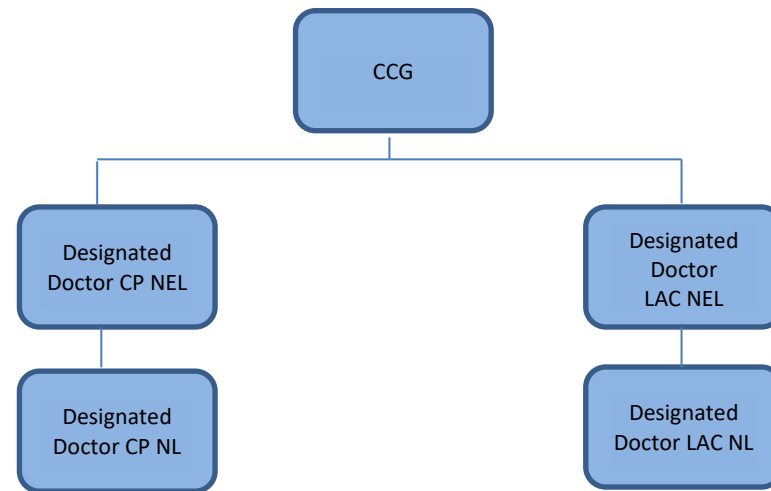 CCG
Designated
Doctor CP NEL
Designated
Doctor
LAC NEL
Designated
Doctor CP NL
Designated
Doctor LAC NL